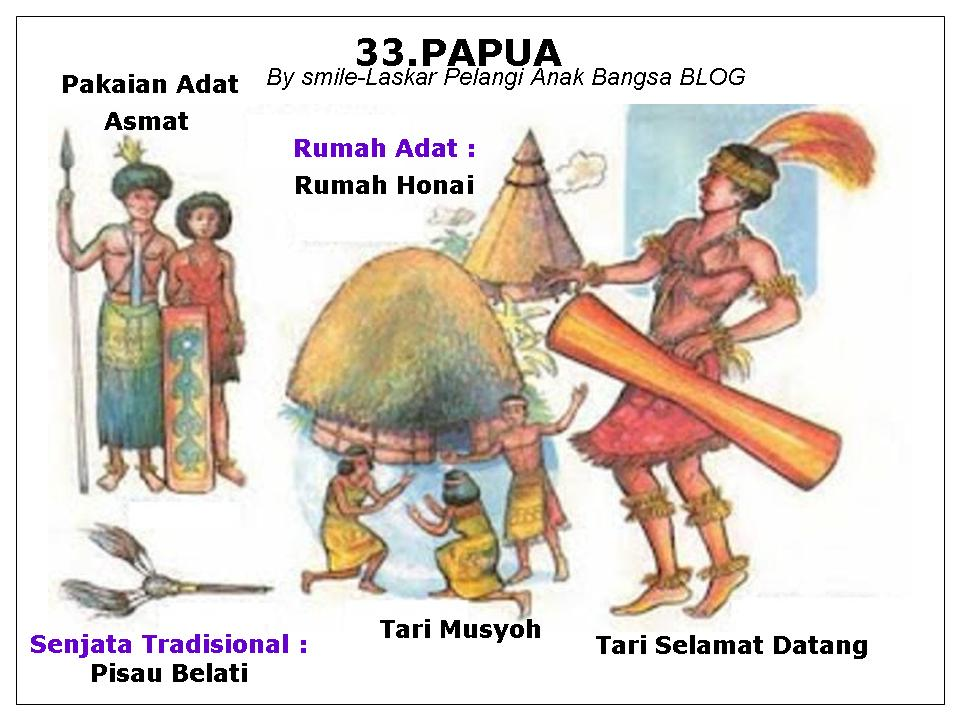 33.PAPUA
By smile-Laskar Pelangi Anak Bangsa BLOG
Pakaian Adat
Asmat
Rumah Adat :
Rumah Honai
Tari Musyoh
Tari Selamat Datang
Senjata Tradisional :
Pisau Belati